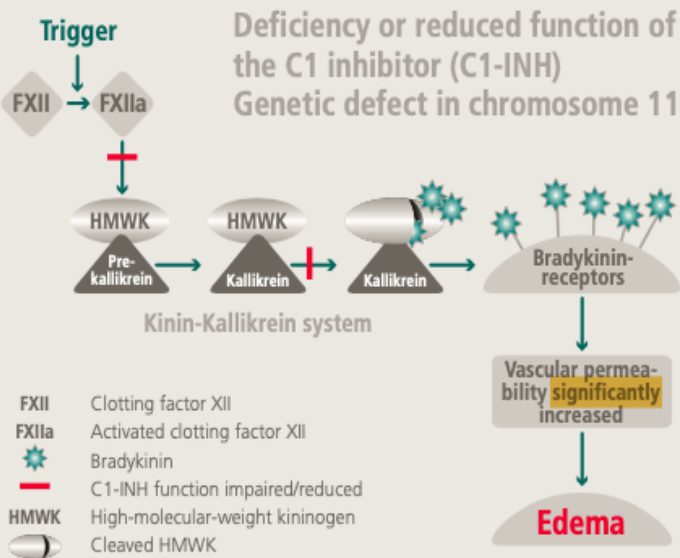 Trigger
Deficiency or reduced function of
the C1 inhibitor (C1-INH)
Genetic defect in chromosome 11
FXII
FXIIa
HMWK
Pre-
kallikrein
HMWK
Kallikrein
Kallikrein
Bradykinin-
receptors
Kinin-Kallikrein system
Vascular permea-
bility significantly
increased
Edema
FXII Clotting factor XII
FXIIa Activated clotting factor XII
Bradykinin
C1-INH function impaired/reduced
HMWK High-molecular-weight kininogen
Cleaved HMWK